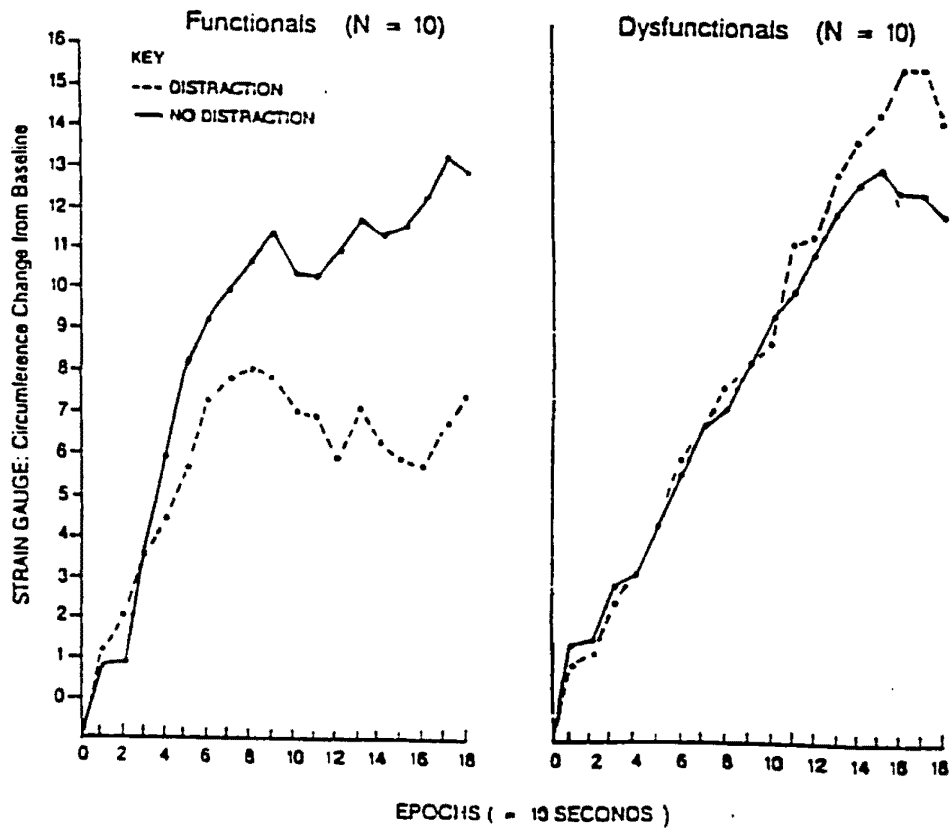 Functionals (N = 10)
Dysfunctionals (N = 10)
KEY
DISTRACTION
NO DISTRACTION
STRAIN GAUGE: Circumference Change from Baseline
16
15
14
13
12
11
10
9
8
7
6
5
4
3
2
1
0
0 2 4 6 8 10 12 14 16 18
0 2 4 6 8 10 12 14 16 18
EPOCHS ( = 10 SECONDS )